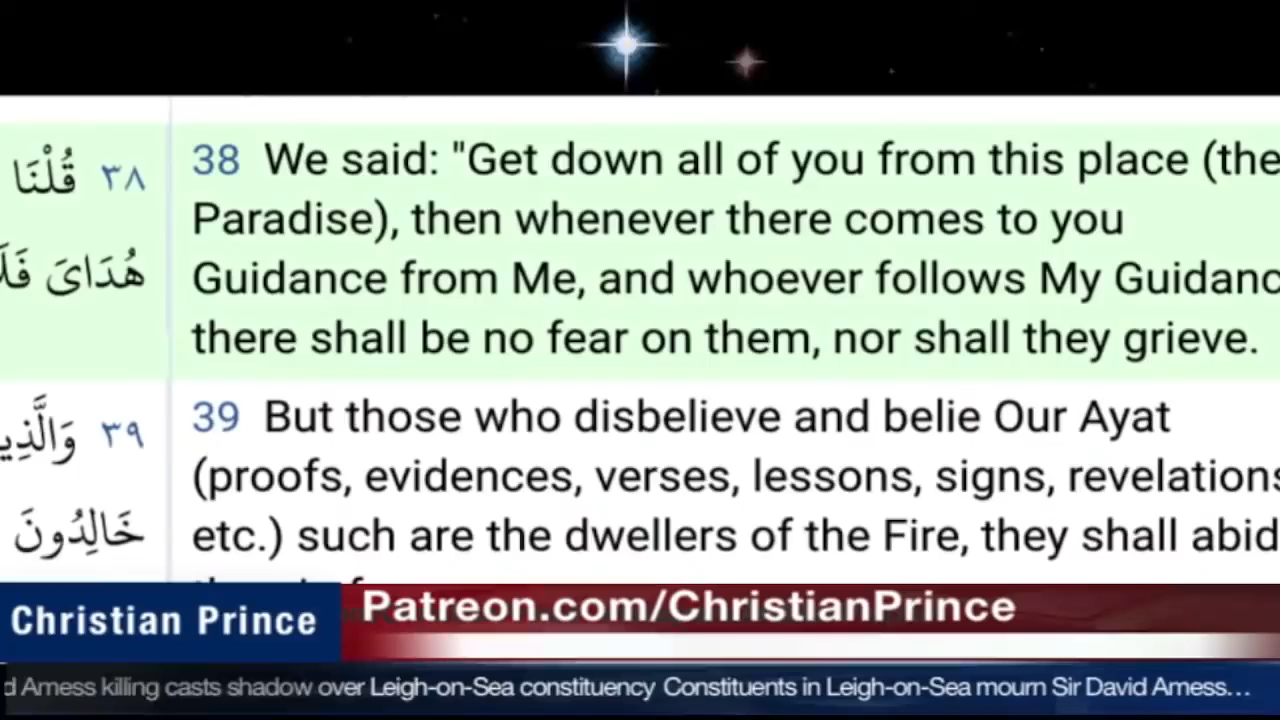 ٣٨ قُلْنَا
هُدَاىَ
38 We said: "Get down all of you from this place (the
Paradise), then whenever there comes to you
Guidance from Me, and whoever follows My Guidanc
there shall be no fear on them, nor shall they grieve.
٣٩
خَالِدُونَ
39 But those who disbelieve and belie Our Ayat
(proofs, evidences, verses, lessons, signs, revelations
etc.) such are the dwellers of the Fire, they shall abid
Christian Prince
Patreon.com/ChristianPrince
d Amess killing casts shadow over Leigh-on-Sea constituency Constituents in Leigh-on-Sea mourn Sir David Amess...